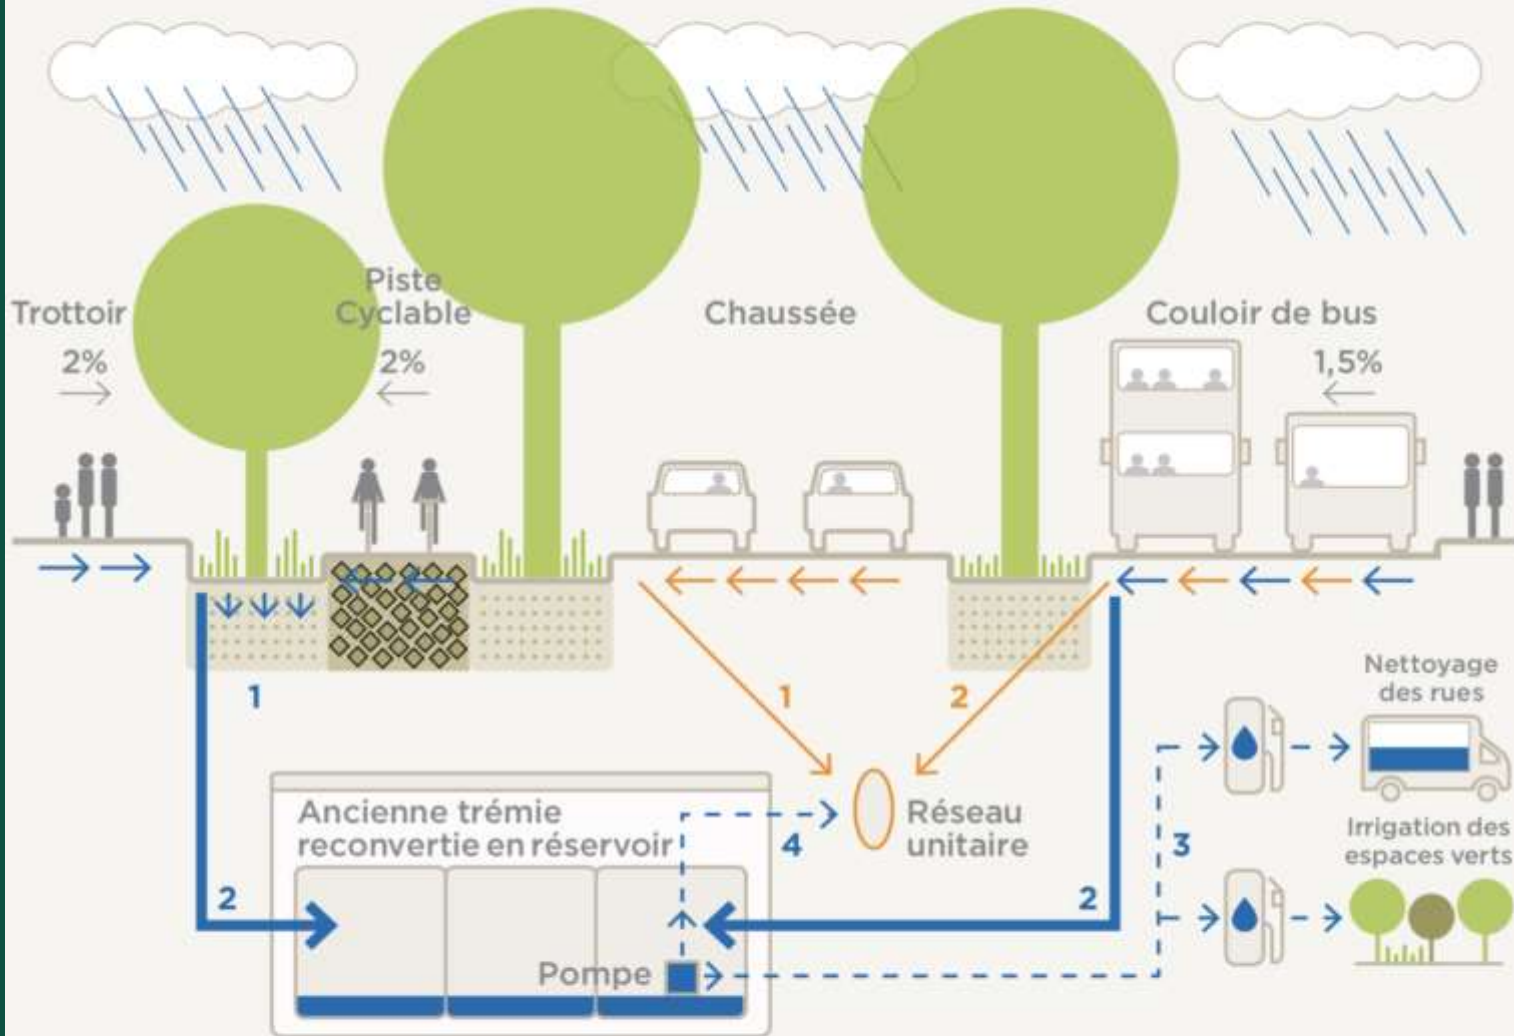 Trottoir
2%
Piste
Cyclable
2%
Chaussée
Couloir de bus
1,5%
1
2
1
2
2
Ancienne trémie
reconvertie en réservoir
Pompe
4
Réseau
unitaire
3
Nettoyage
des rues
Irrigation des
espaces verts